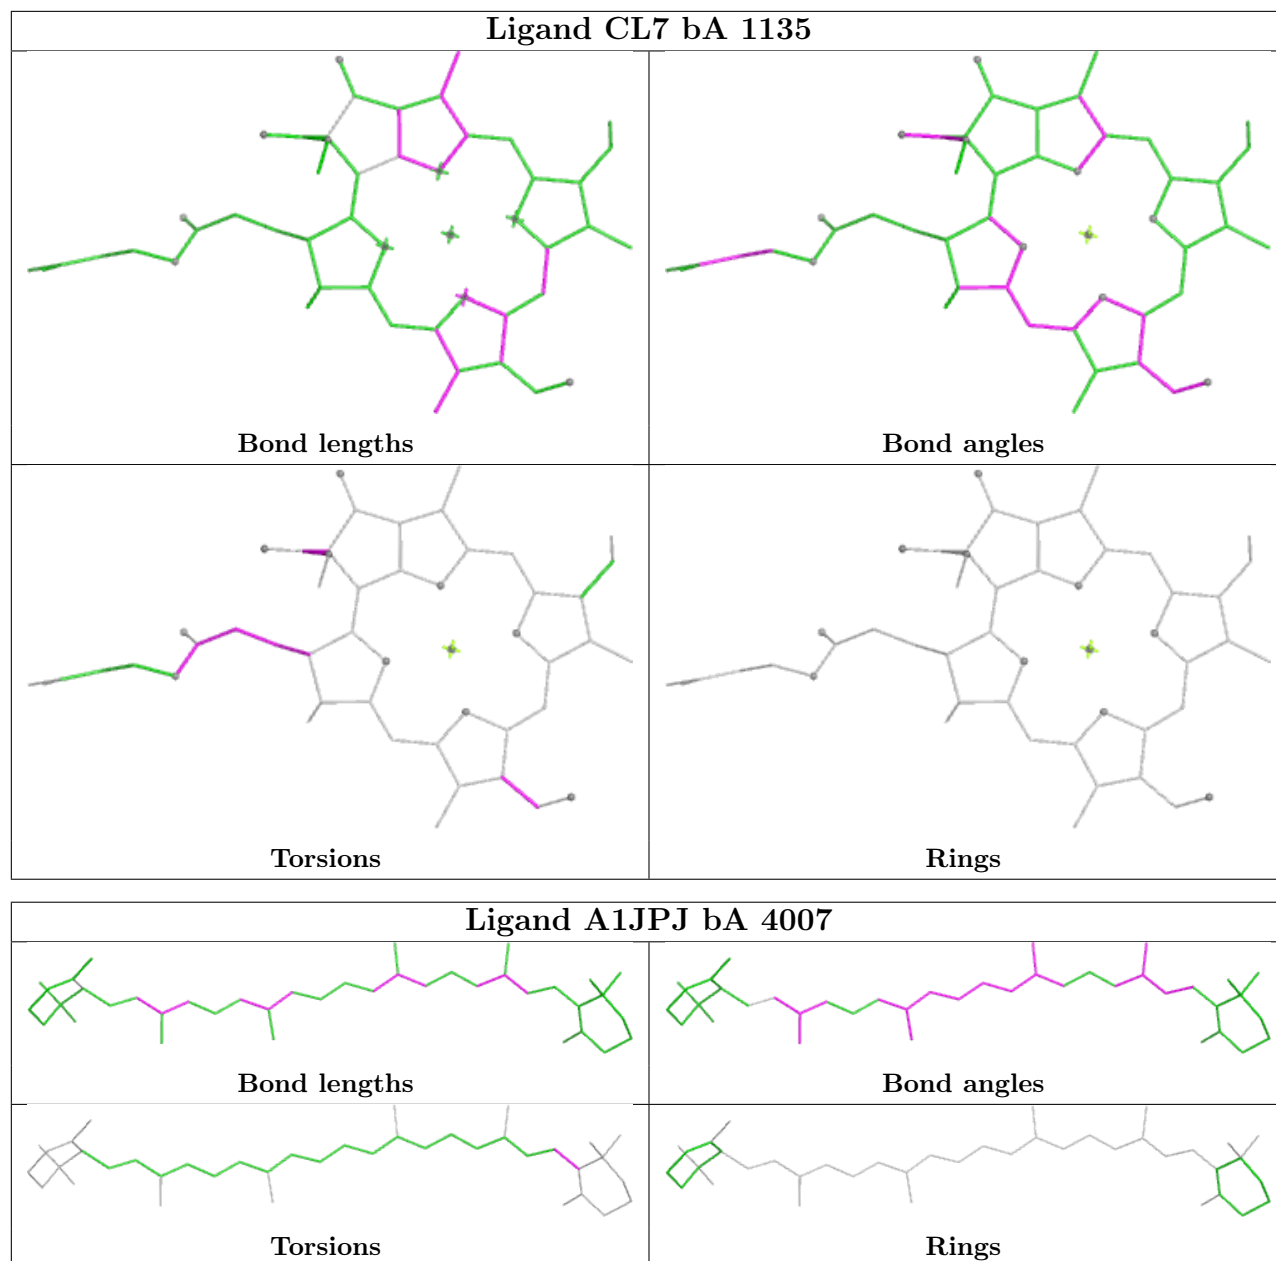 Ligand CL7 bA 1135
Bond lengths
Bond angles
Torsions
Rings
Ligand A1JPJ bA 4007
Bond lengths
Bond angles
Torsions
Rings